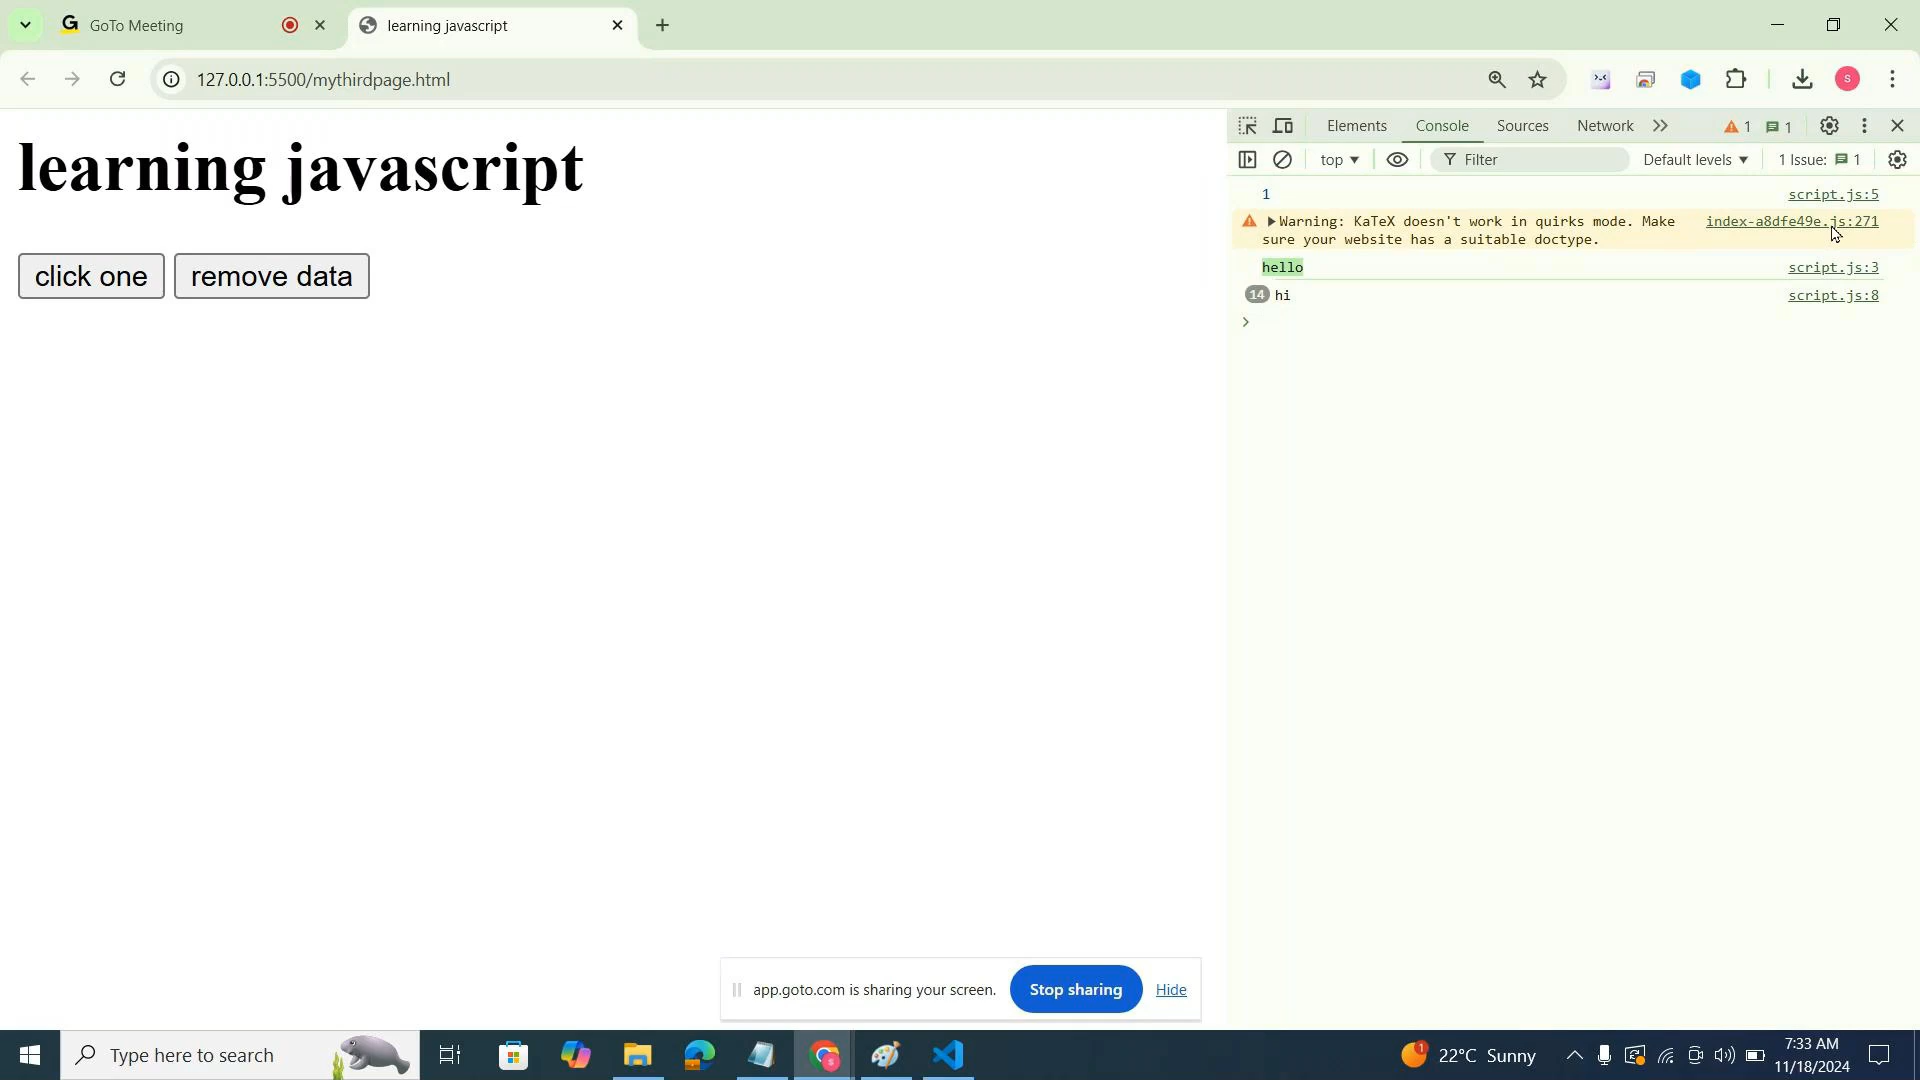 GoTo Meeting
learning javascript
127.0.0.1:5500/mythirdpage.html
S
learning javascript
click one
remove data
Elements
Console
Sources
Network
1
1
top
Filter
Default levels
1 Issue:
1
1
script.js:5
Warning: KaTeX doesn't work in quirks mode. Make
index-a8dfe49e.js:271
sure your website has a suitable doctype.
hello
script.js:3
14 hi
script.js:8
app.goto.com is sharing your screen.
Stop sharing
Hide
Type here to search
1
22°C Sunny
7:33 AM
11/18/2024